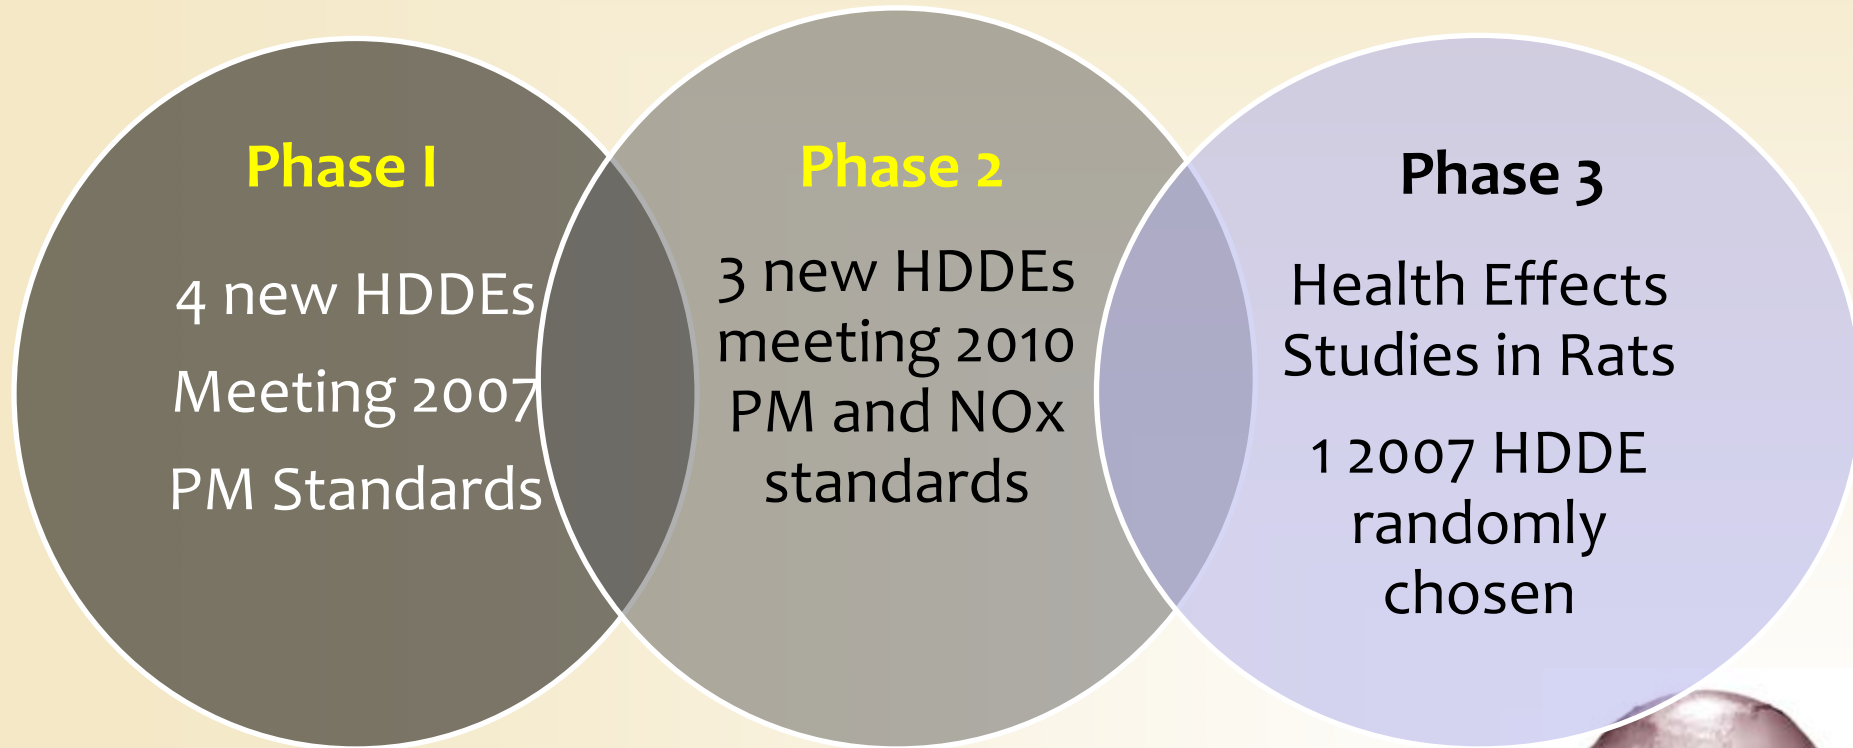 Phase I
4 new HDDEs
Meeting 2007
PM Standards
Phase 2
3 new HDDEs
meeting 2010
PM and NOx
standards
Phase 3
Health Effects
Studies in Rats
1 2007 HDDE
randomly
chosen